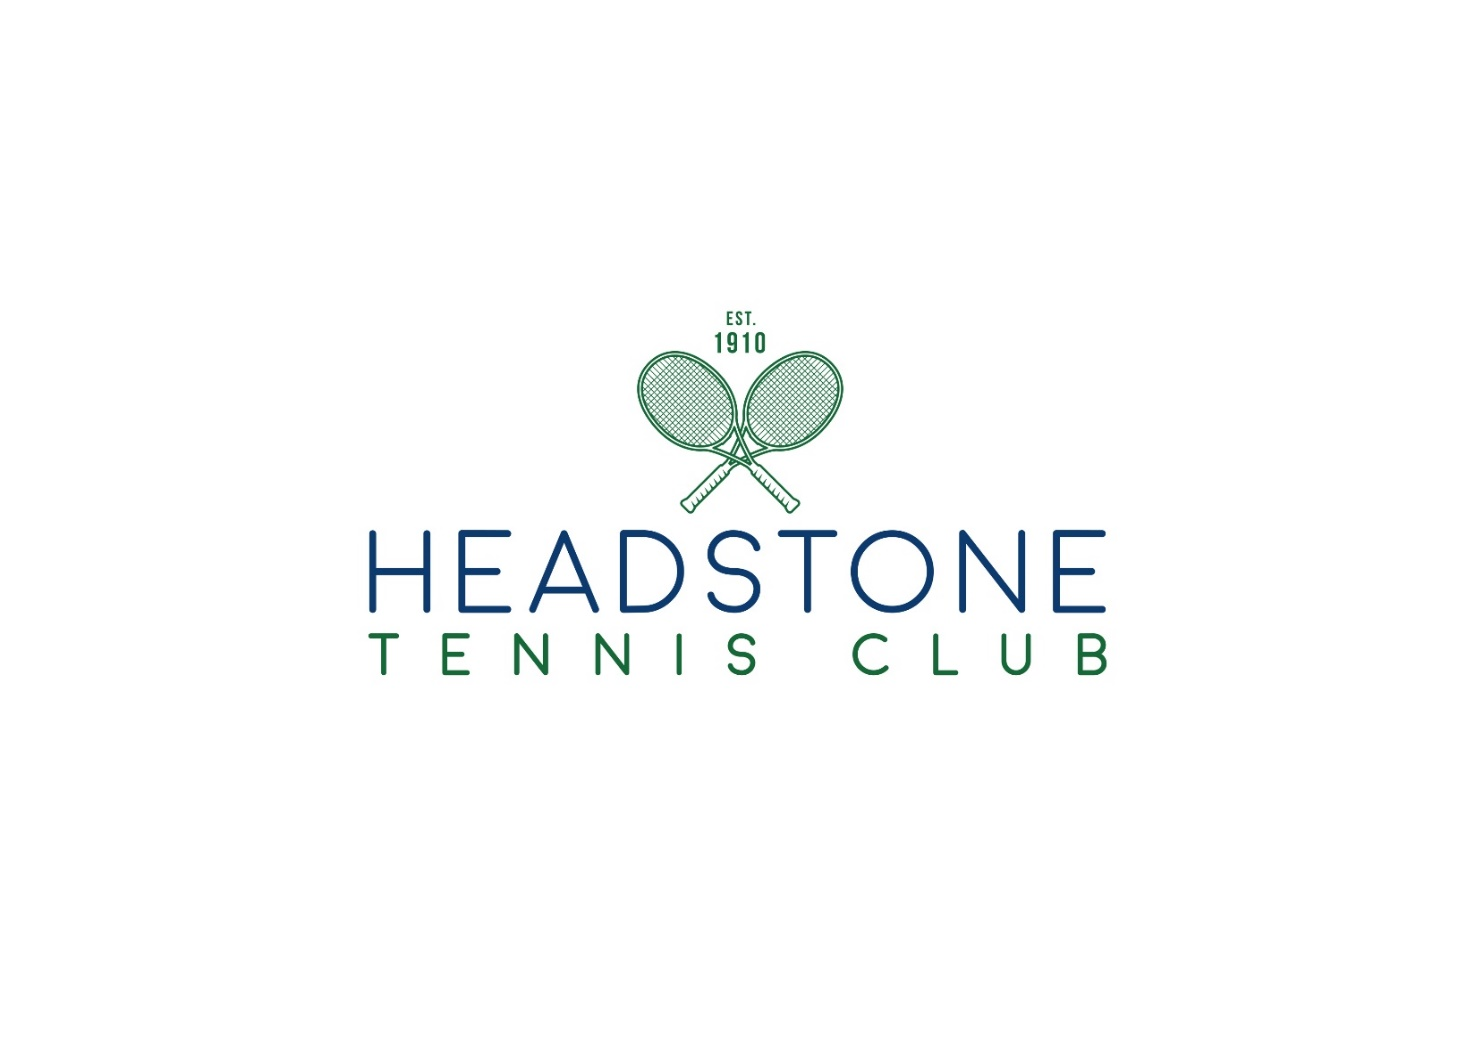 EST.
1910
HEADSTONE
TENNIS CLUB